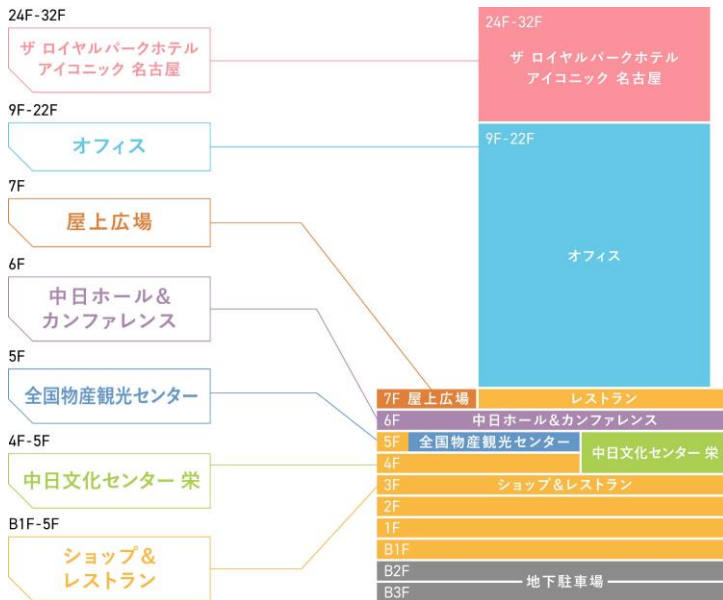 24F-32F
ザ ロイヤルパークホテル
アイコニック 名古屋
9F-22F
オフィス
7F
屋上広場
6F
中日ホール＆
カンファレンス
5F
全国物産観光センター
4F-5F
中日文化センター 栄
B1F-5F
ショップ＆
レストラン
24F-32F
ザ ロイヤルパークホテル
アイコニック 名古屋
9F-22F
オフィス
7F 屋上広場 レストラン
6F 中日ホール&カンファレンス
5F 全国物産観光センター
中日文化センター 栄
4F
3F ショップ&レストラン
2F
1F
B1F
B2F
地下駐車場
B3F